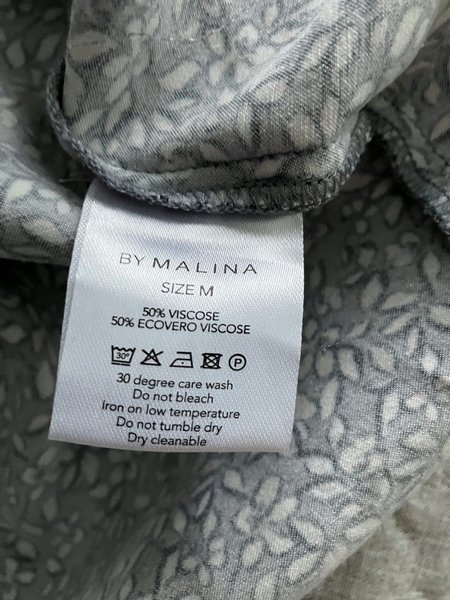 BY MALINA
SIZE M
50% VISCOSE
50% ECOVERO VISCOSE
30° P
30 degree care wash
Do not bleach
Iron on low temperature
Do not tumble dry
Dry cleanable